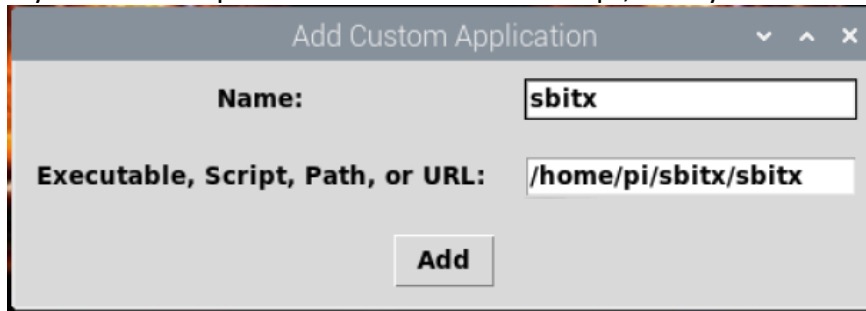 Add Custom Application
Name: sbitx
Executable, Script, Path, or URL: /home/pi/sbitx/sbitx
Add